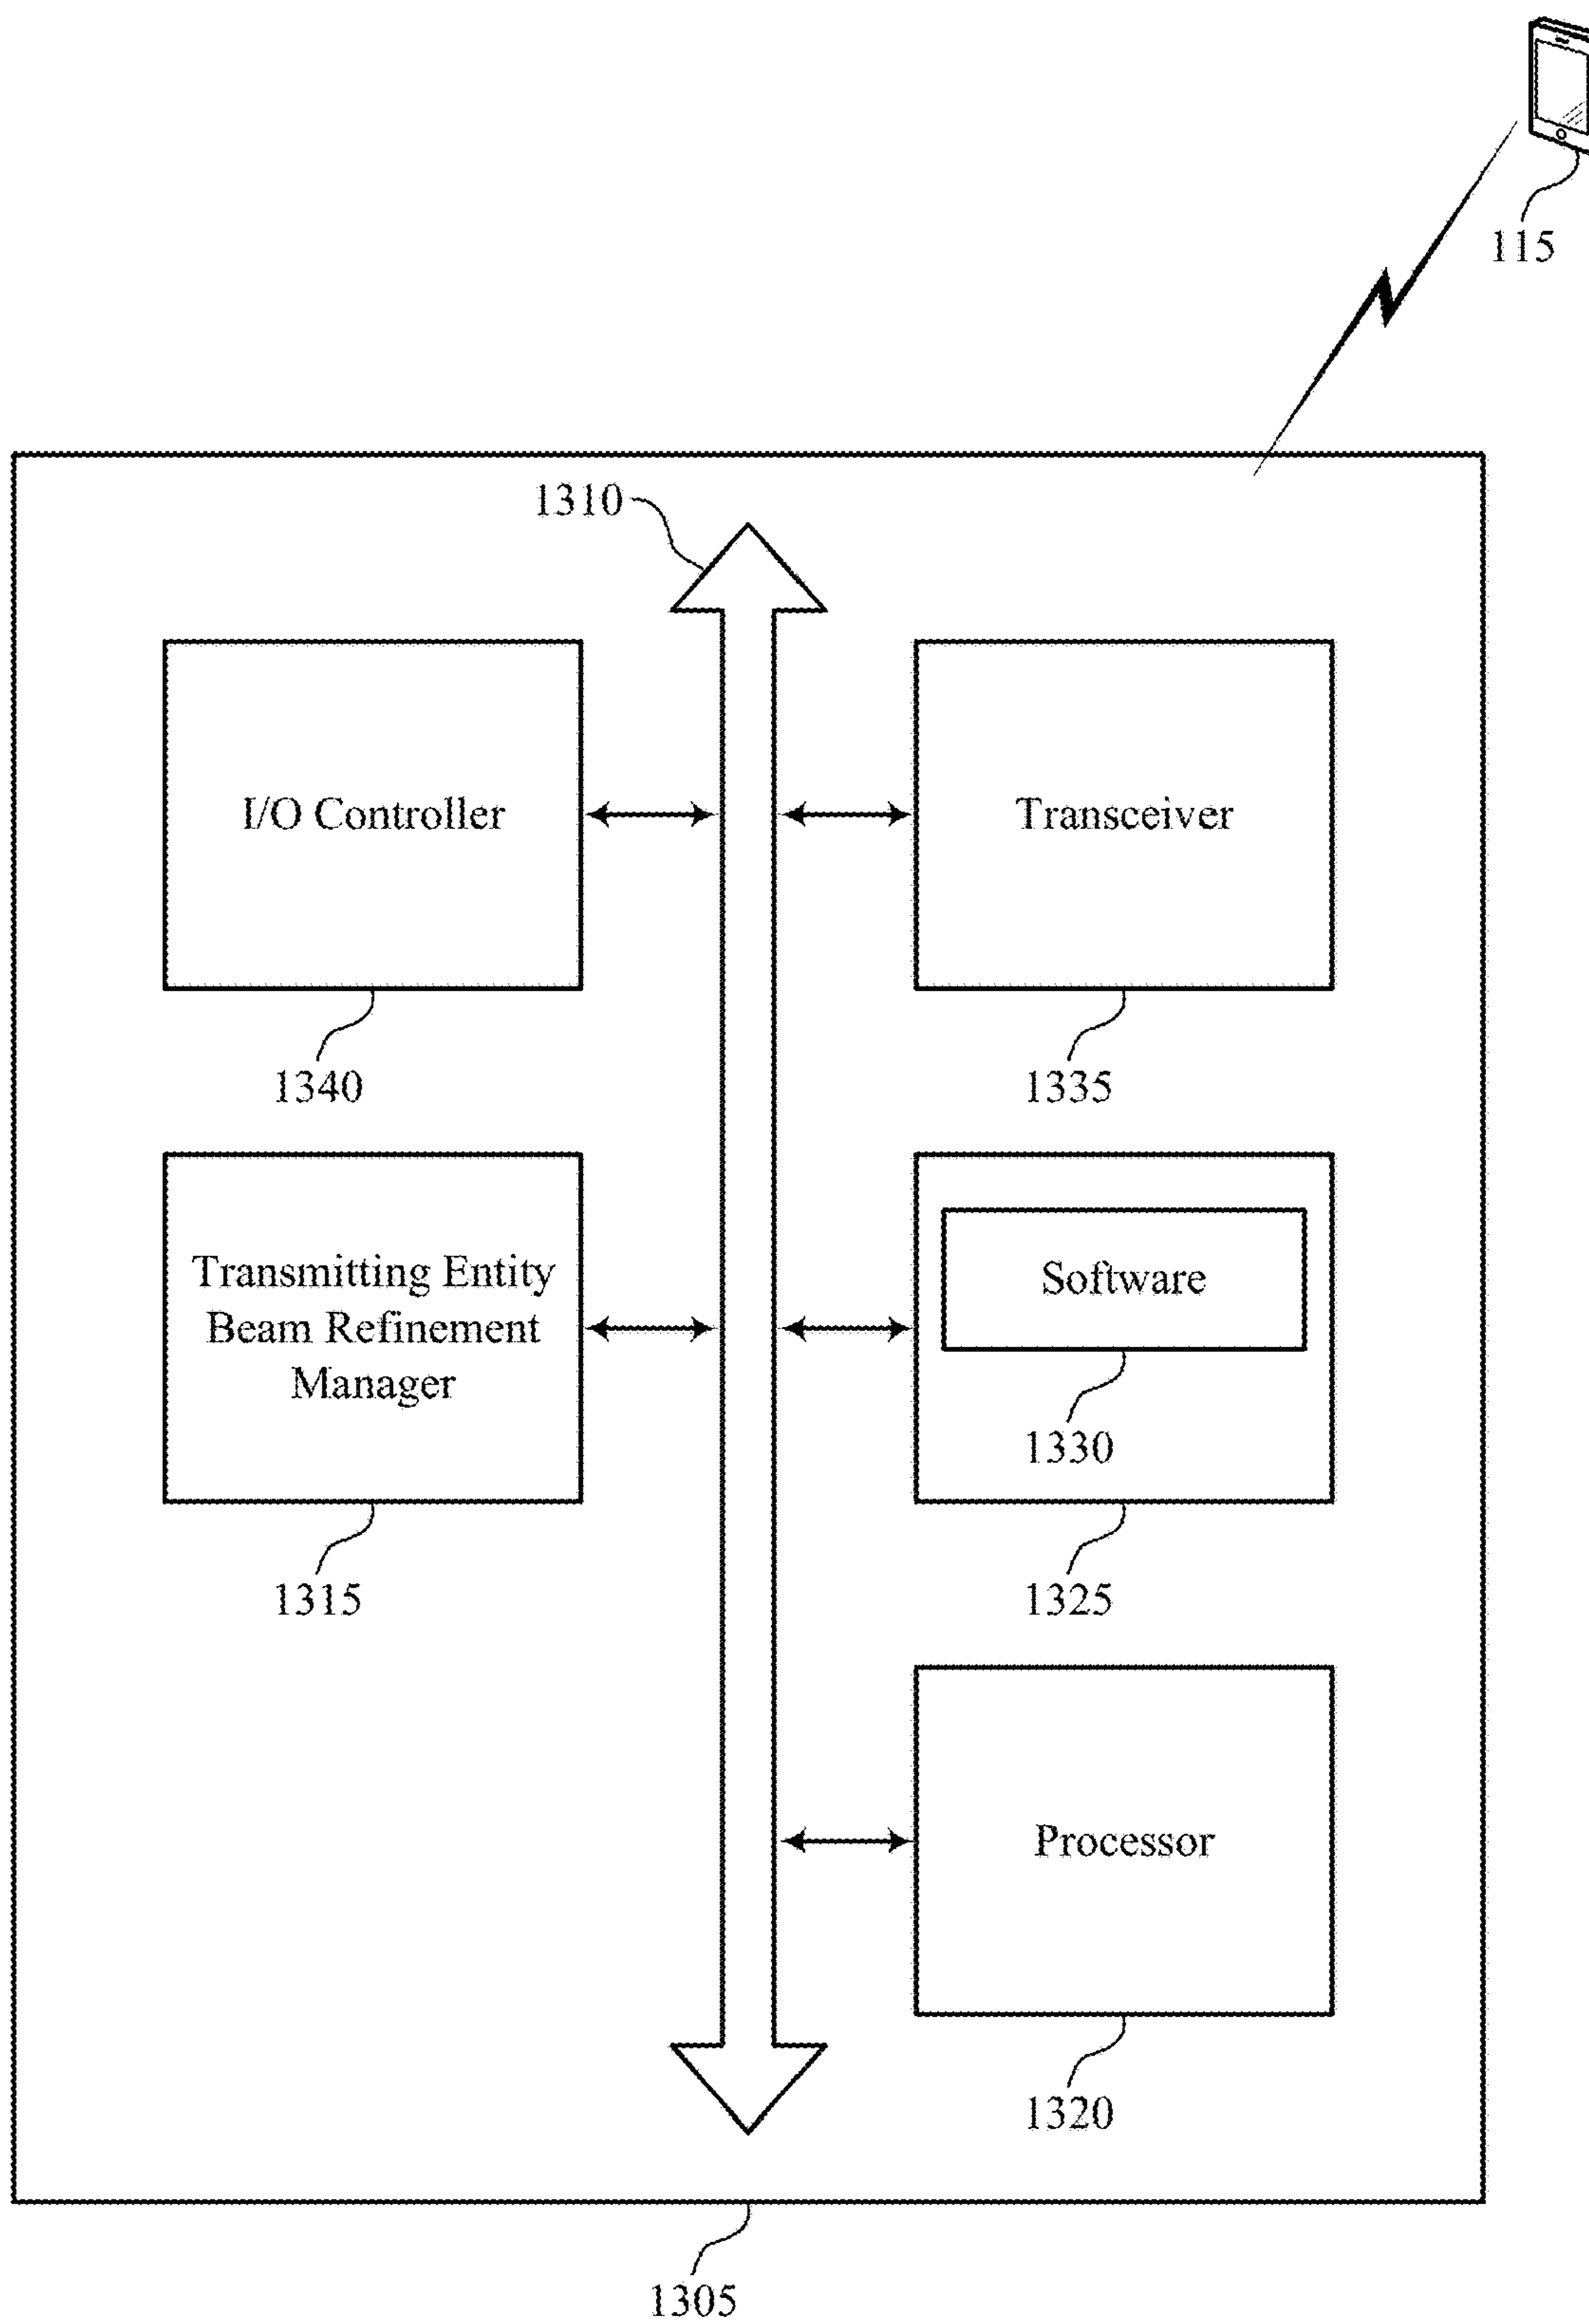 115
1310
I/O Controller
Transceiver
1340
1335
Transmitting Entity
Beam Refinement
Manager
Software
1330
1315
1325
Processor
1320
1305